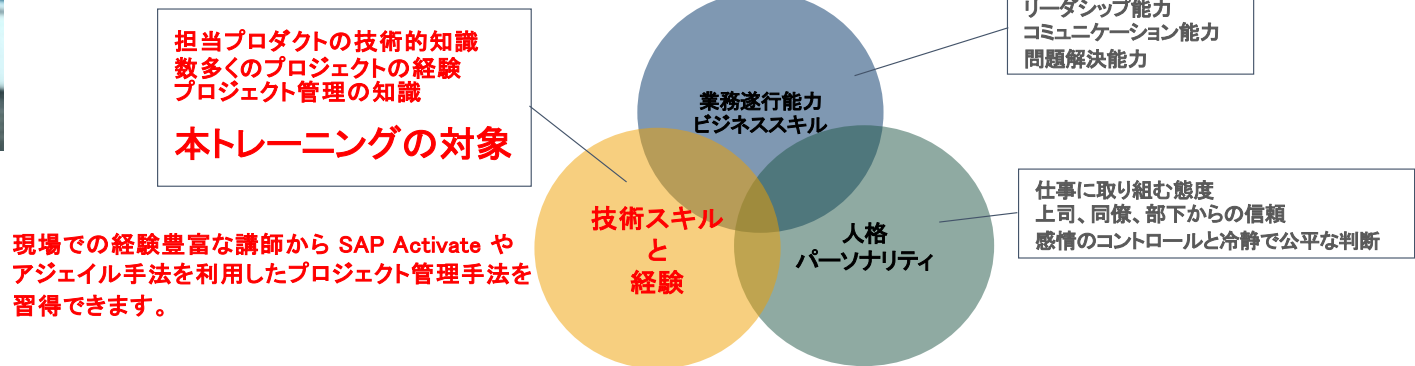 担当プロダクトの技術的知識
数多くのプロジェクトの経験
プロジェクト管理の知識
本トレーニングの対象
リーダシップ能力
コミュニケーション能力
問題解決能力
業務遂行能力
ビジネススキル
仕事に取り組む態度
上司、同僚、部下からの信頼
感情のコントロールと冷静で公平な判断
技術スキル
と
経験
人格
パーソナリティ
現場での経験豊富な講師から SAP Activate や
アジェイル手法を利用したプロジェクト管理手法を
習得できます。